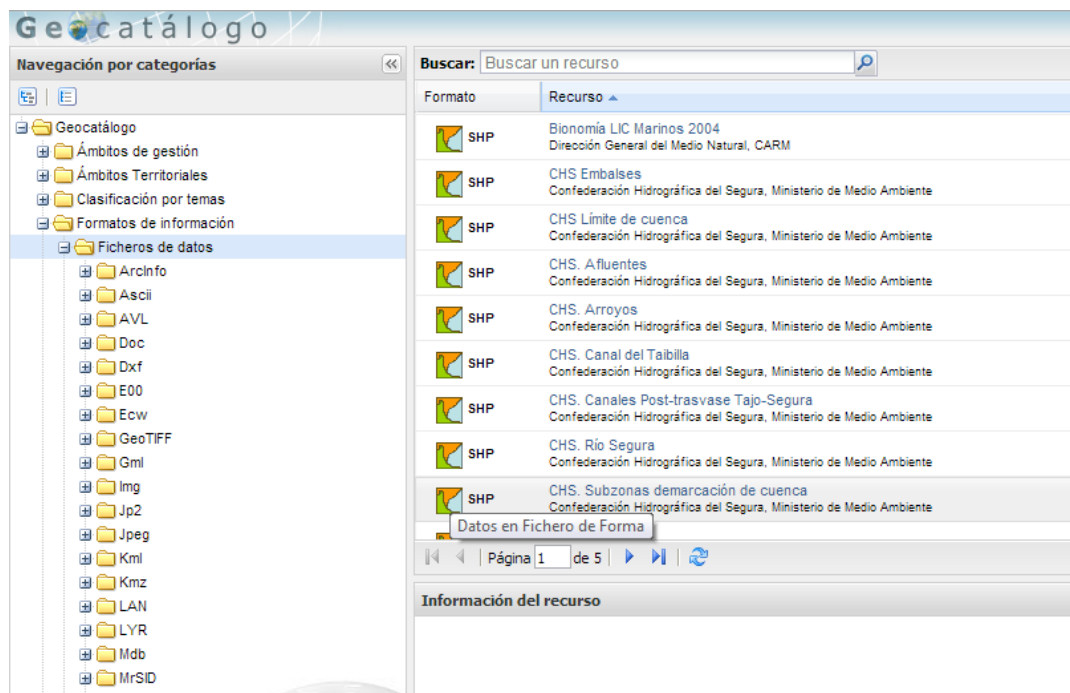 Geocatálogo
Navegación por categorías
Geocatálogo
Ámbitos de gestión
Ámbitos Territoriales
Clasificación por temas
Formatos de información
Ficheros de datos
ArcInfo
Ascii
AVL
Doc
Dxf
E00
Ecw
GeoTIFF
Gml
Img
Jp2
Jpeg
Kml
Kmz
LAN
LYR
Mdb
MrSID
Buscar: Buscar un recurso
Formato Recurso
SHP Bionomía LIC Marinos 2004
Dirección General del Medio Natural, CARM
SHP CHS Embalses
Confederación Hidrográfica del Segura, Ministerio de Medio Ambiente
SHP CHS Límite de cuenca
Confederación Hidrográfica del Segura, Ministerio de Medio Ambiente
SHP CHS. Afluentes
Confederación Hidrográfica del Segura, Ministerio de Medio Ambiente
SHP CHS. Arroyos
Confederación Hidrográfica del Segura, Ministerio de Medio Ambiente
SHP CHS. Canal del Taibilla
Confederación Hidrográfica del Segura, Ministerio de Medio Ambiente
SHP CHS. Canales Post-trasvase Tajo-Segura
Confederación Hidrográfica del Segura, Ministerio de Medio Ambiente
SHP CHS. Río Segura
Confederación Hidrográfica del Segura, Ministerio de Medio Ambiente
SHP CHS. Subzonas demarcación de cuenca
Confederación Hidrográfica del Segura, Ministerio de Medio Ambiente
Datos en Fichero de Forma
Página 1 de 5
Información del recurso